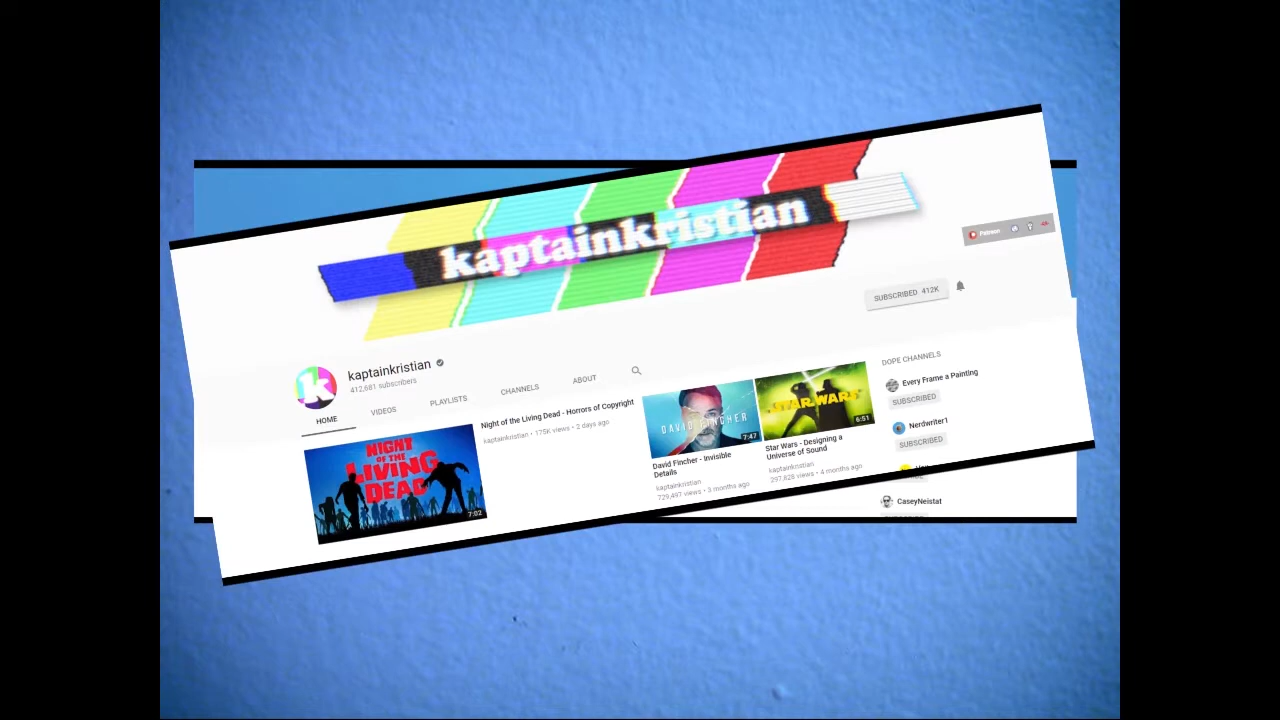 kaptainkristian
Patreon
SUBSCRIBED 412K
kaptainkristian
412,681 subscribers
HOME
VIDEOS
PLAYLISTS
CHANNELS
ABOUT
NIGHT
OF THE
LIVING
DEAD
7:02
Night of the Living Dead - Horrors of Copyright
kaptainkristian • 175K views • 2 days ago
DAVID FINCHER
7:47
David Fincher - Invisible
Details
kaptainkristian
729,497 views • 3 months ago
STAR WARS
6:51
Star Wars - Designing a
Universe of Sound
kaptainkristian
297,828 views • 4 months ago
DOPE CHANNELS
Every Frame a Painting
SUBSCRIBED
Nerdwriter1
SUBSCRIBED
CaseyNeistat